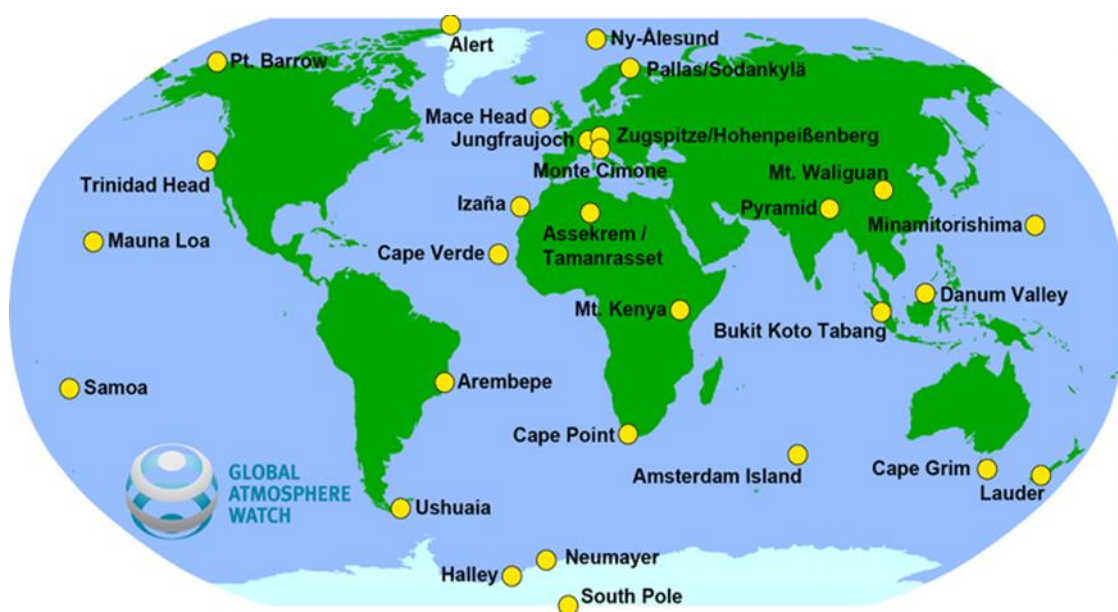 Alert
Ny-Ålesund
Pt. Barrow
Pallas/Sodankylä
Mace Head
Jungfraujoch
Zugspitze/Hohenpeißenberg
Monte Cimone
Trinidad Head
Mt. Waliguan
Izaña
Pyramid
Minamitorishima
Mauna Loa
Cape Verde
Assekrem /
Tamanrasset
Danum Valley
Mt. Kenya
Bukit Koto Tabang
Samoa
Arembepe
Cape Point
Amsterdam Island
Cape Grim
Lauder
GLOBAL
ATMOSPHERE
WATCH
Ushuaia
Neumayer
Halley
South Pole